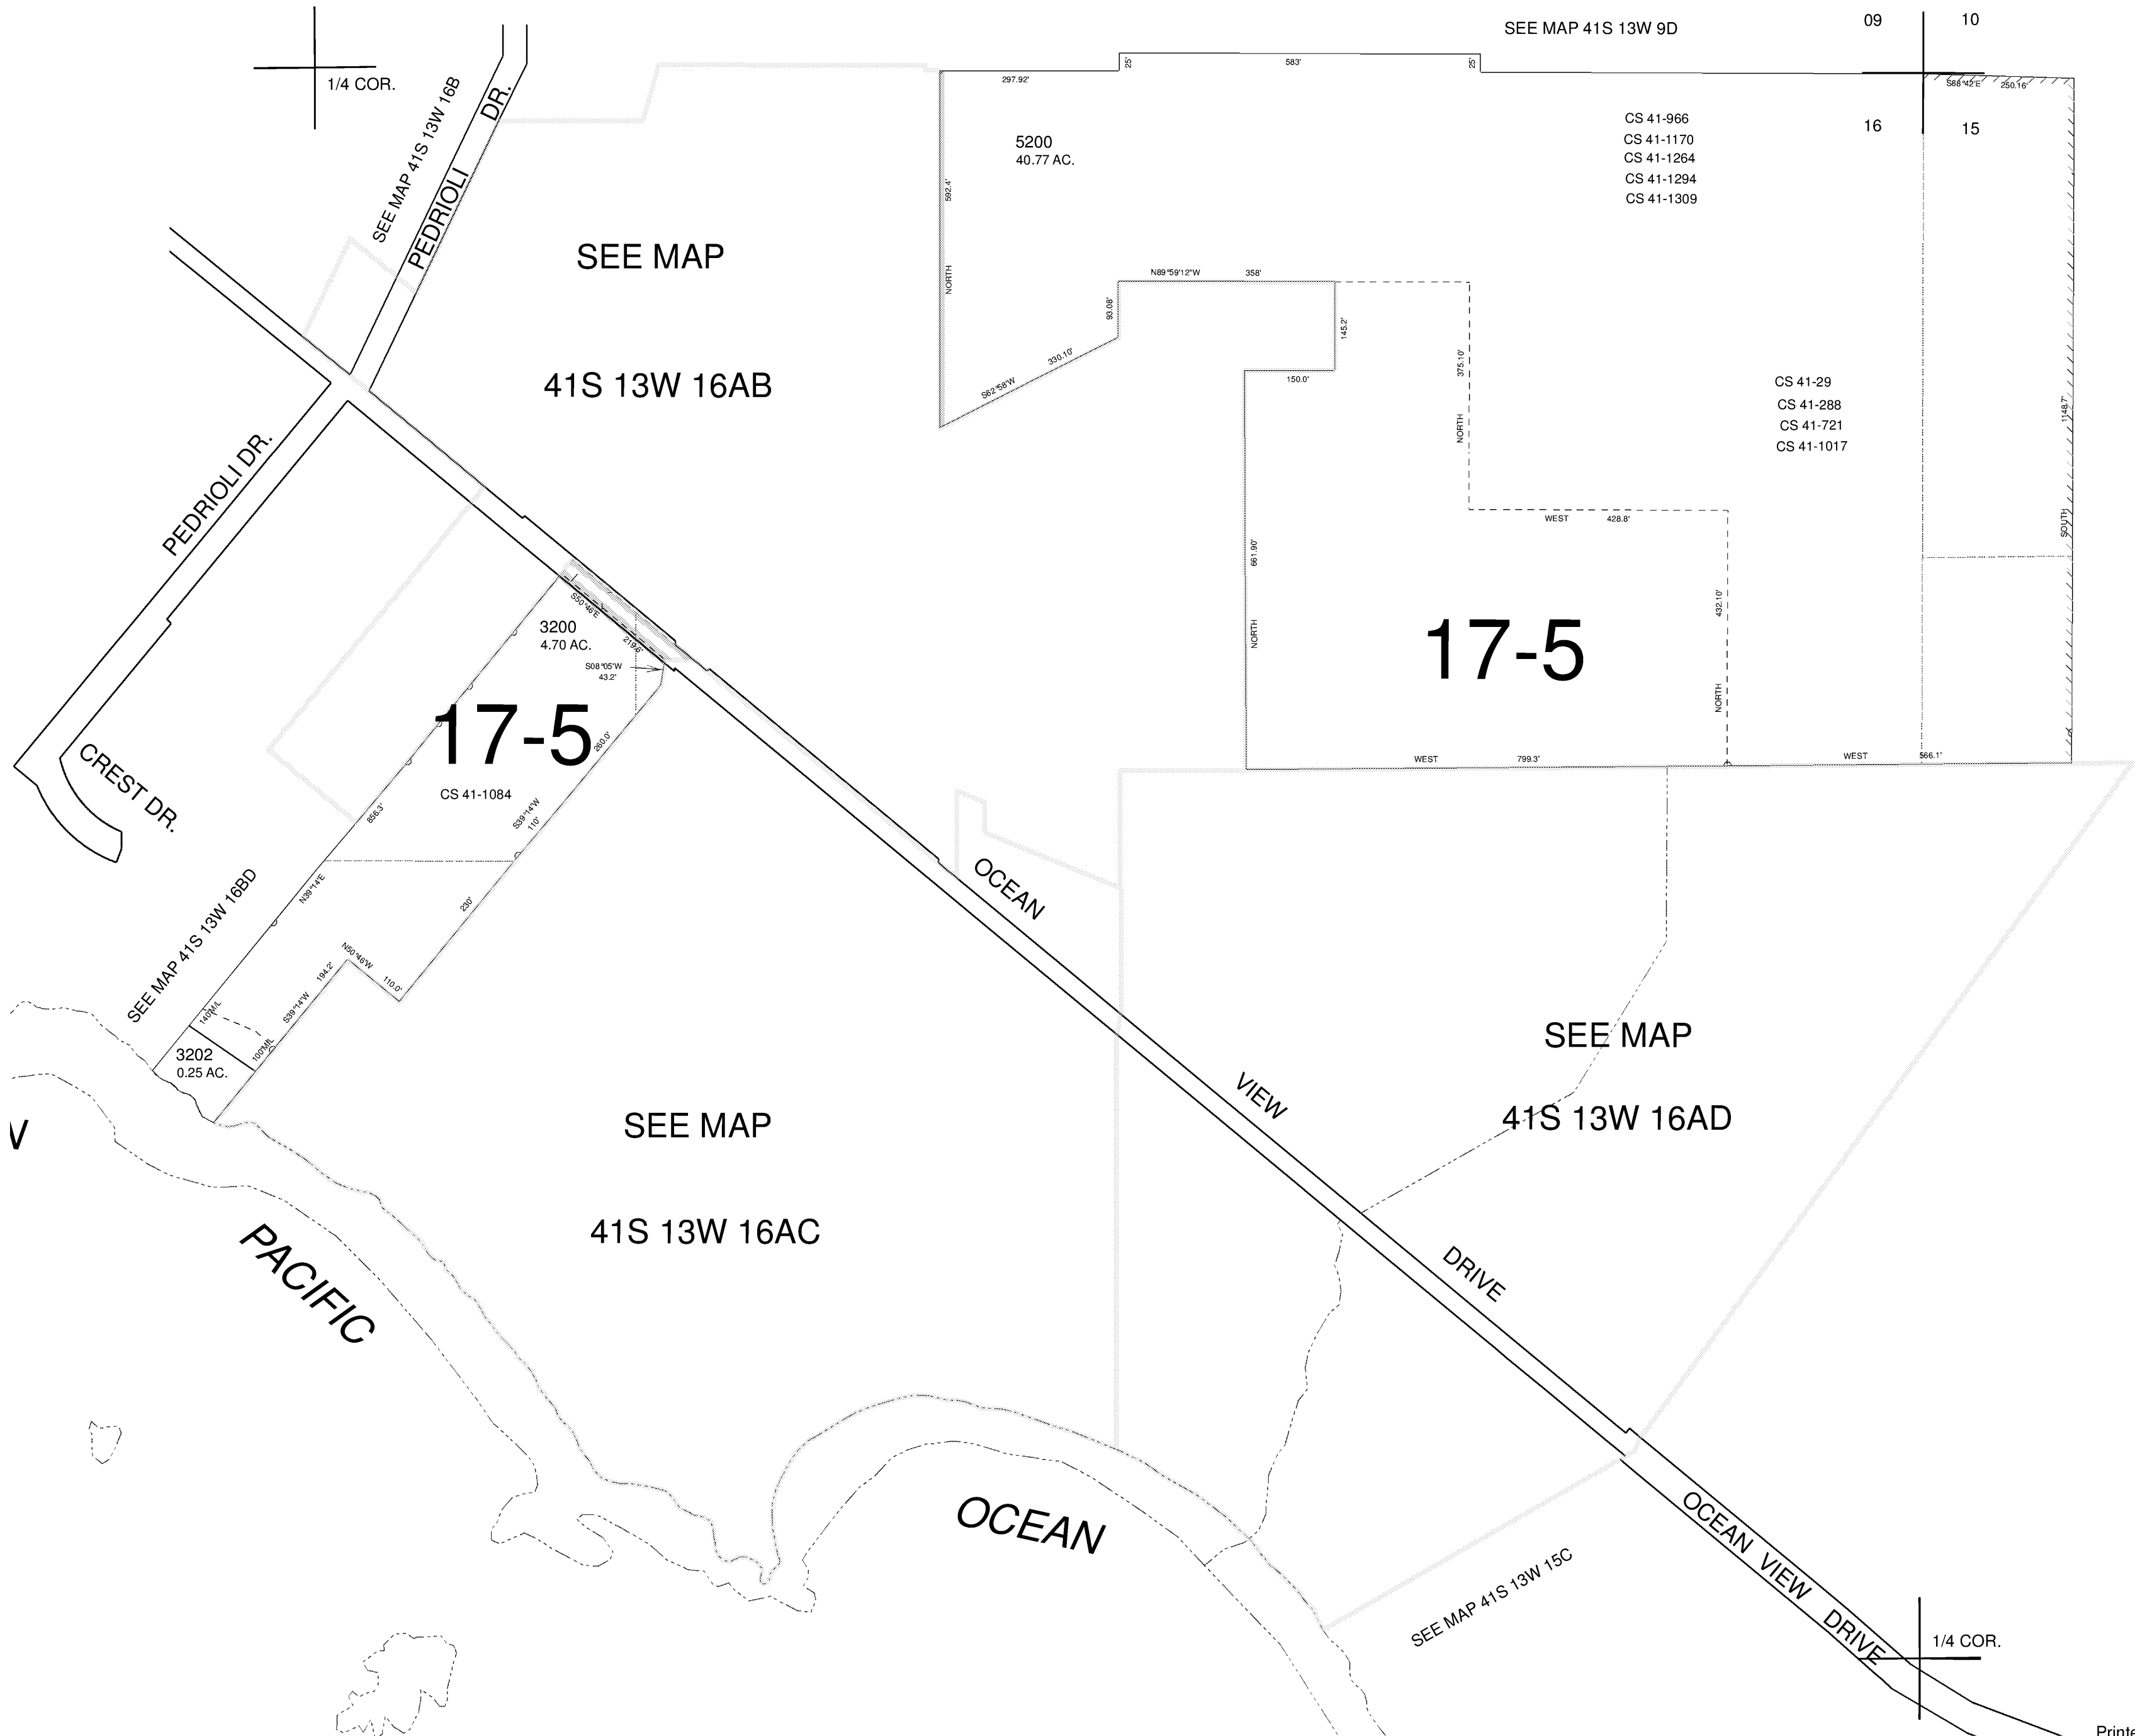 SEE MAP 41S 13W 9D
09
10
16
15
1/4 COR.
SEE MAP 41S 13W 16B
PEDRIOLI DR.
297.92'
25'
583'
25'
S88°42'E 250.16'
5200
40.77 AC.
CS 41-966
CS 41-1170
CS 41-1264
CS 41-1294
CS 41-1309
592.4'
NORTH
SEE MAP
41S 13W 16AB
N89°59'12"W 358'
93.08'
145.2'
330.10'
S62°58'W
150.0'
375.10'
NORTH
CS 41-29
CS 41-288
CS 41-721
CS 41-1017
1148.7'
SOUTH
WEST 428.8'
661.90'
NORTH
432.10'
NORTH
17-5
WEST 799.3'
WEST 566.1'
PEDRIOLI DR.
CREST DR.
S50°46'E
219.6'
3200
4.70 AC.
S08°05'W
43.2'
17-5
260.0'
CS 41-1084
856.3'
S39°14'W
110'
N39°14'E
230'
SEE MAP 41S 13W 16BD
N50°46'W
110.0'
194.2'
S39°14'W
140'M/L
100'M/L
3202
0.25 AC.
OCEAN
VIEW
DRIVE
SEE MAP
41S 13W 16AD
SEE MAP
41S 13W 16AC
PACIFIC
OCEAN
SEE MAP 41S 13W 15C
OCEAN VIEW DRIVE
1/4 COR.